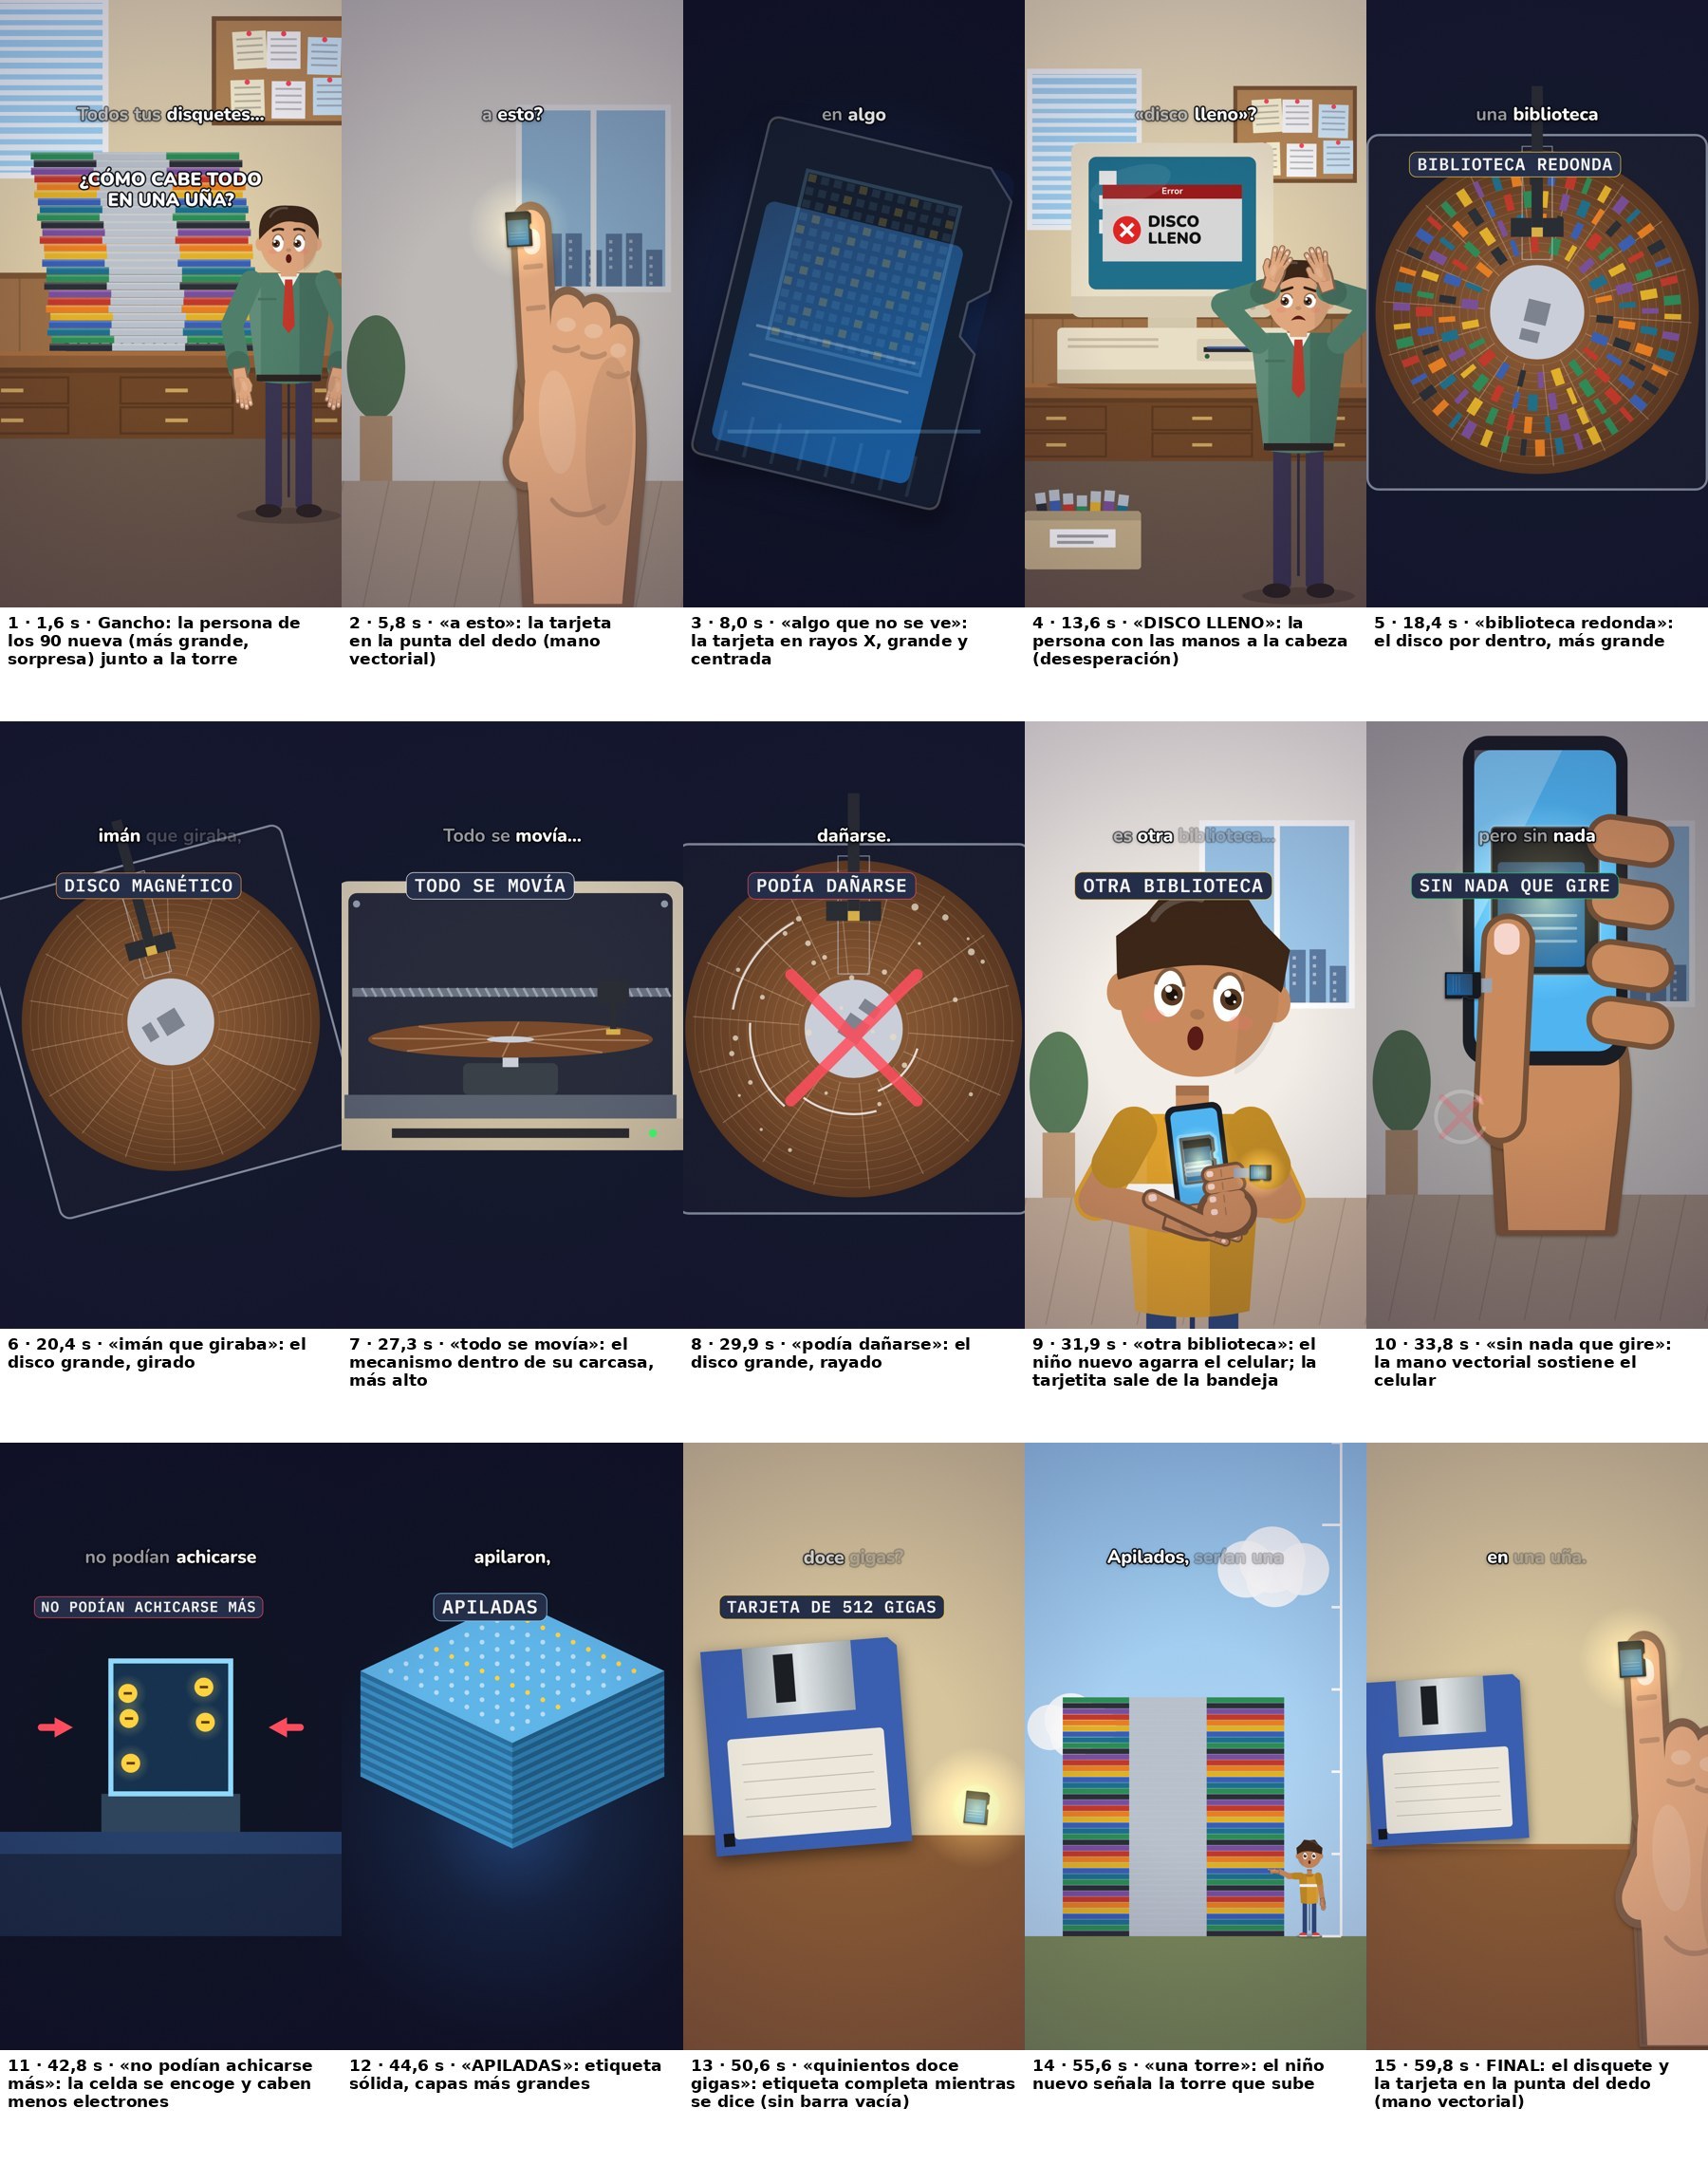 Todos tus disquetes...
¿CÓMO CABE TODO
EN UNA UÑA?
a esto?
en algo
«disco lleno»?
Error
DISCO
LLENO
una biblioteca
BIBLIOTECA REDONDA
1 · 1,6 s · Gancho: la persona de
los 90 nueva (más grande,
sorpresa) junto a la torre
2 · 5,8 s · «a esto»: la tarjeta
en la punta del dedo (mano
vectorial)
3 · 8,0 s · «algo que no se ve»:
la tarjeta en rayos X, grande y
centrada
4 · 13,6 s · «DISCO LLENO»: la
persona con las manos a la cabeza
(desesperación)
5 · 18,4 s · «biblioteca redonda»:
el disco por dentro, más grande
imán que giraba,
DISCO MAGNÉTICO
Todo se movía...
TODO SE MOVÍA
dañarse.
PODÍA DAÑARSE
es otra biblioteca...
OTRA BIBLIOTECA
pero sin nada
SIN NADA QUE GIRE
6 · 20,4 s · «imán que giraba»: el
disco grande, girado
7 · 27,3 s · «todo se movía»: el
mecanismo dentro de su carcasa,
más alto
8 · 29,9 s · «podía dañarse»: el
disco grande, rayado
9 · 31,9 s · «otra biblioteca»: el
niño nuevo agarra el celular; la
tarjetita sale de la bandeja
10 · 33,8 s · «sin nada que gire»:
la mano vectorial sostiene el
celular
no podían achicarse
NO PODÍAN ACHICARSE MÁS
apilaron,
APILADAS
doce gigas?
TARJETA DE 512 GIGAS
Apilados, serían una
en una uña.
11 · 42,8 s · «no podían achicarse
más»: la celda se encoge y caben
menos electrones
12 · 44,6 s · «APILADAS»: etiqueta
sólida, capas más grandes
13 · 50,6 s · «quinientos doce
gigas»: etiqueta completa mientras
se dice (sin barra vacía)
14 · 55,6 s · «una torre»: el niño
nuevo señala la torre que sube
15 · 59,8 s · FINAL: el disquete y
la tarjeta en la punta del dedo
(mano vectorial)